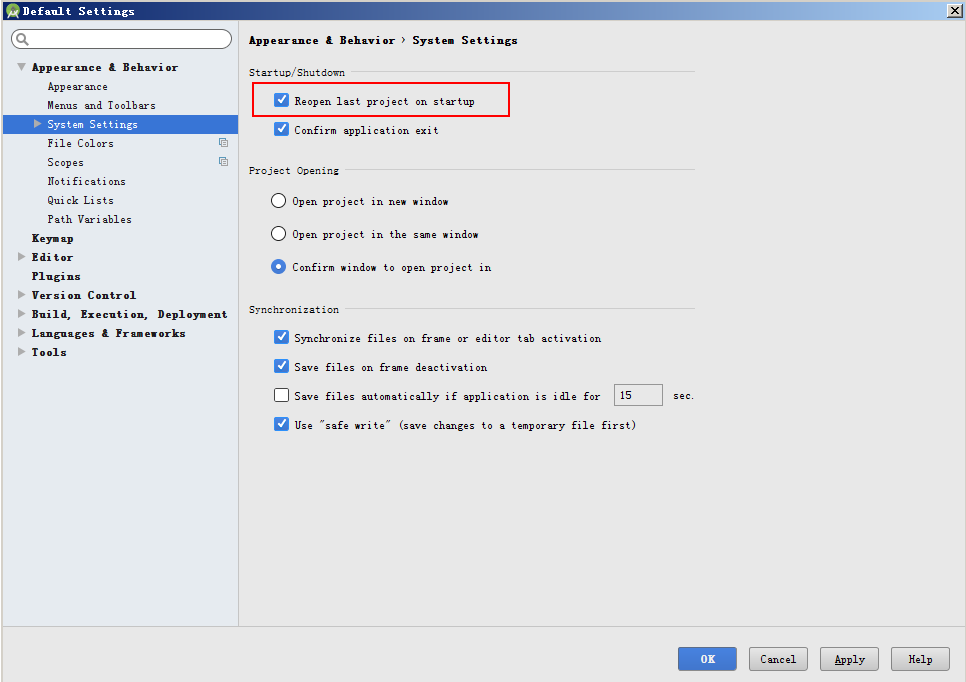 Default Settings
Appearance & Behavior
Appearance
Menus and Toolbars
System Settings
File Colors
Scopes
Notifications
Quick Lists
Path Variables
Keymap
Editor
Plugins
Version Control
Build, Execution, Deployment
Languages & Frameworks
Tools
Appearance & Behavior › System Settings
Startup/Shutdown
Reopen last project on startup
Confirm application exit
Project Opening
Open project in new window
Open project in the same window
Confirm window to open project in
Synchronization
Synchronize files on frame or editor tab activation
Save files on frame deactivation
Save files automatically if application is idle for 15 sec.
Use "safe write" (save changes to a temporary file first)
OK Cancel Apply Help